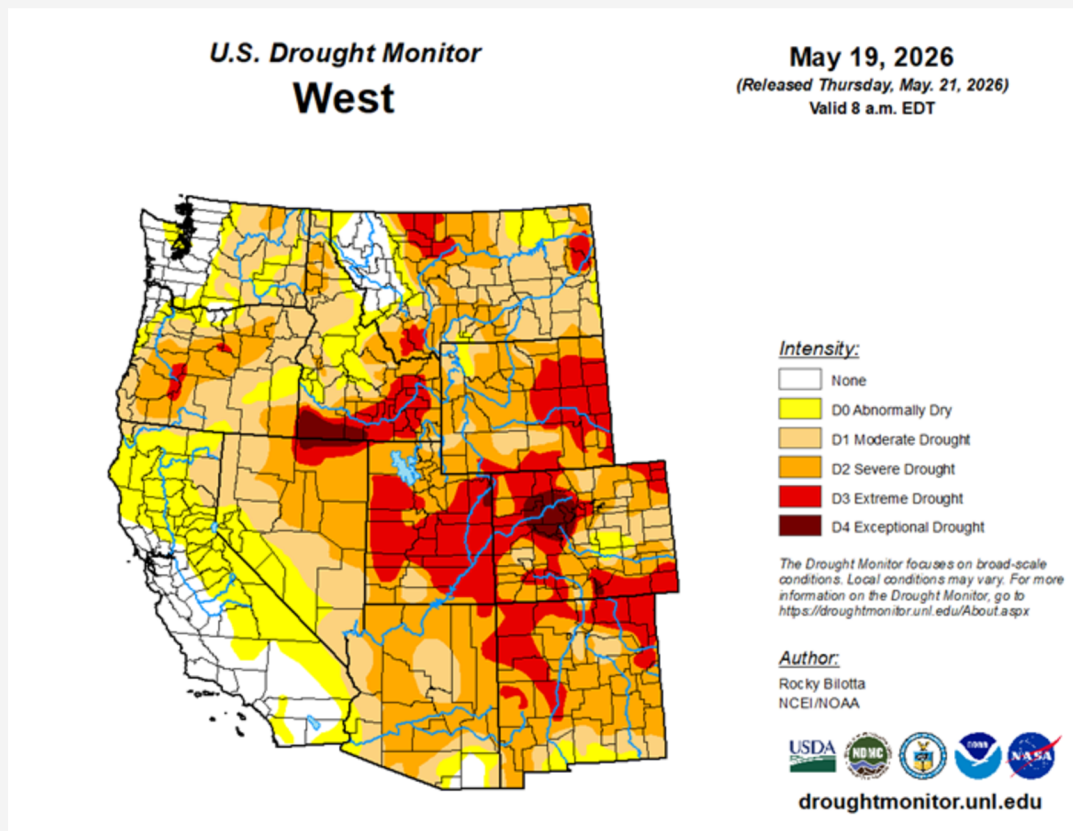 U.S. Drought Monitor
West
May 19, 2026
(Released Thursday, May. 21, 2026)
Valid 8 a.m. EDT
Intensity:
None
D0 Abnormally Dry
D1 Moderate Drought
D2 Severe Drought
D3 Extreme Drought
D4 Exceptional Drought
The Drought Monitor focuses on broad-scale
conditions. Local conditions may vary. For more
information on the Drought Monitor, go to
https://droughtmonitor.unl.edu/About.aspx
Author:
Rocky Bilotta
NCEI/NOAA
USDA
NDMC
NOAA
NASA
droughtmonitor.unl.edu